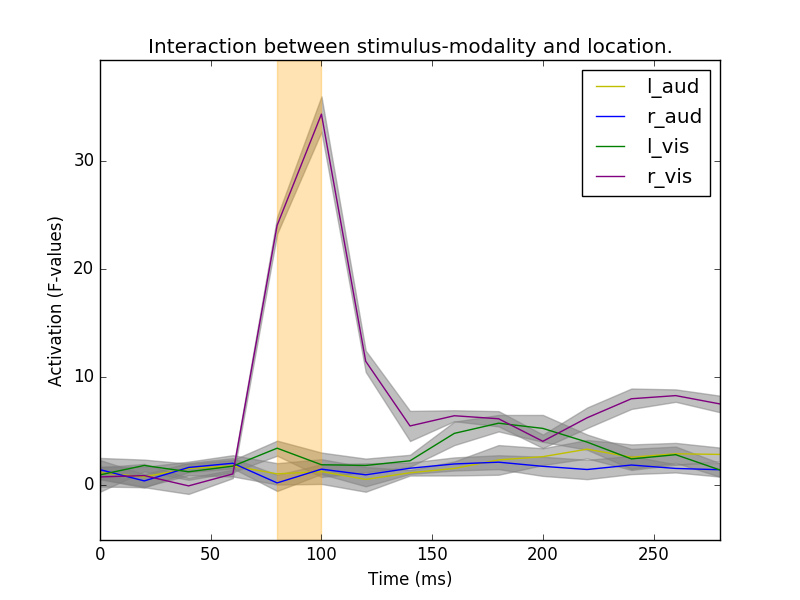 Interaction between stimulus-modality and location.
l_aud
r_aud
l_vis
r_vis
30
20
10
0
Activation (F-values)
0 50 100 150 200 250
Time (ms)